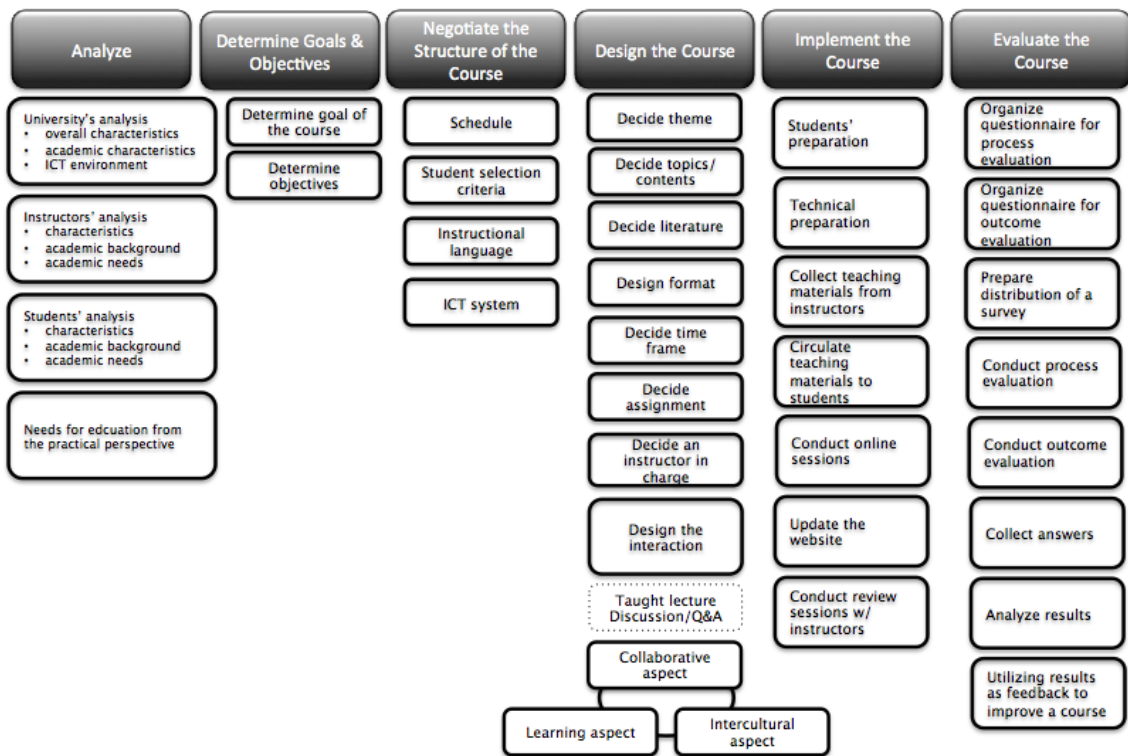 Analyze
University's analysis
• overall characteristics
• academic characteristics
• ICT environment
Instructors' analysis
• characteristics
• academic background
• academic needs
Students' analysis
• characteristics
• academic background
• academic needs
Needs for edcuation from
the practical perspective
Determine Goals &
Objectives
Determine goal of
the course
Determine
objectives
Negotiate the
Structure of the
Course
Schedule
Student selection
criteria
Instructional
language
ICT system
Design the Course
Decide theme
Decide topics/
contents
Decide literature
Design format
Decide time
frame
Decide
assignment
Decide an
instructor in
charge
Design the
interaction
Taught lecture
Discussion/Q&A
Collaborative
aspect
Learning aspect
Intercultural
aspect
Implement the
Course
Students'
preparation
Technical
preparation
Collect teaching
materials from
instructors
Circulate
teaching
materials to
students
Conduct online
sessions
Update the
website
Conduct review
sessions w/
instructors
Evaluate the
Course
Organize
questionnaire for
process
evaluation
Organize
questionnaire for
outcome
evaluation
Prepare
distribution of a
survey
Conduct process
evaluation
Conduct outcome
evaluation
Collect answers
Analyze results
Utilizing results
as feedback to
improve a course